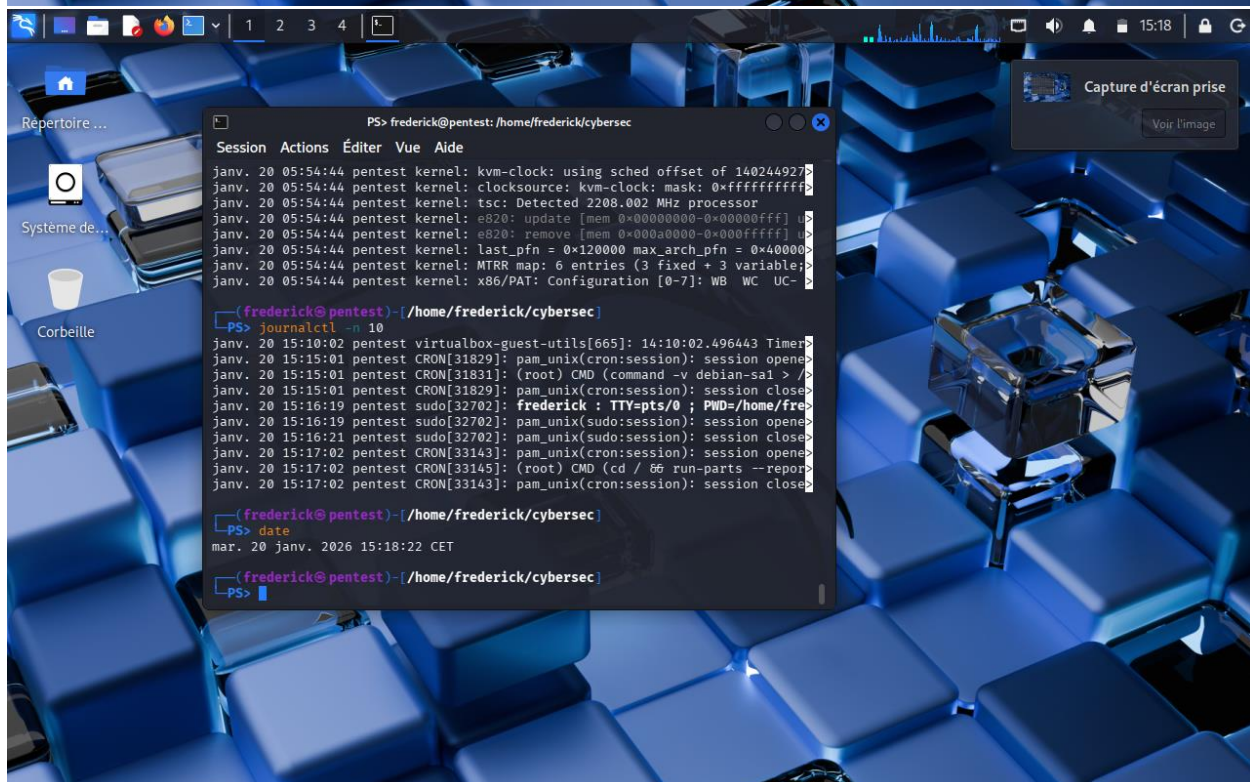 1 2 3 4
15:18
Capture d'écran prise
Voir l'image
Répertoire ...
Système de...
Corbeille
PS> frederick@pentest: /home/frederick/cybersec
Session Actions Éditer Vue Aide
janv. 20 05:54:44 pentest kernel: kvm-clock: using sched offset of 140244927>
janv. 20 05:54:44 pentest kernel: clocksource: kvm-clock: mask: 0×ffffffffff>
janv. 20 05:54:44 pentest kernel: tsc: Detected 2208.002 MHz processor
janv. 20 05:54:44 pentest kernel: e820: update [mem 0×00000000-0×00000fff] u>
janv. 20 05:54:44 pentest kernel: e820: remove [mem 0×000a0000-0×000fffff] u>
janv. 20 05:54:44 pentest kernel: last_pfn = 0×120000 max_arch_pfn = 0×40000>
janv. 20 05:54:44 pentest kernel: MTRR map: 6 entries (3 fixed + 3 variable;>
janv. 20 05:54:44 pentest kernel: x86/PAT: Configuration [0-7]: WB WC UC- >
┌──(frederick㉿pentest)-[/home/frederick/cybersec]
└─PS> journalctl -n 10
janv. 20 15:10:02 pentest virtualbox-guest-utils[665]: 14:10:02.496443 Timer>
janv. 20 15:15:01 pentest CRON[31829]: pam_unix(cron:session): session opene>
janv. 20 15:15:01 pentest CRON[31831]: (root) CMD (command -v debian-sa1 > />
janv. 20 15:15:01 pentest CRON[31829]: pam_unix(cron:session): session close>
janv. 20 15:16:19 pentest sudo[32702]: frederick : TTY=pts/0 ; PWD=/home/fre>
janv. 20 15:16:19 pentest sudo[32702]: pam_unix(sudo:session): session opene>
janv. 20 15:16:21 pentest sudo[32702]: pam_unix(sudo:session): session close>
janv. 20 15:17:02 pentest CRON[33143]: pam_unix(cron:session): session opene>
janv. 20 15:17:02 pentest CRON[33145]: (root) CMD (cd / && run-parts --repor>
janv. 20 15:17:02 pentest CRON[33143]: pam_unix(cron:session): session close>
┌──(frederick㉿pentest)-[/home/frederick/cybersec]
└─PS> date
mar. 20 janv. 2026 15:18:22 CET
┌──(frederick㉿pentest)-[/home/frederick/cybersec]
└─PS>